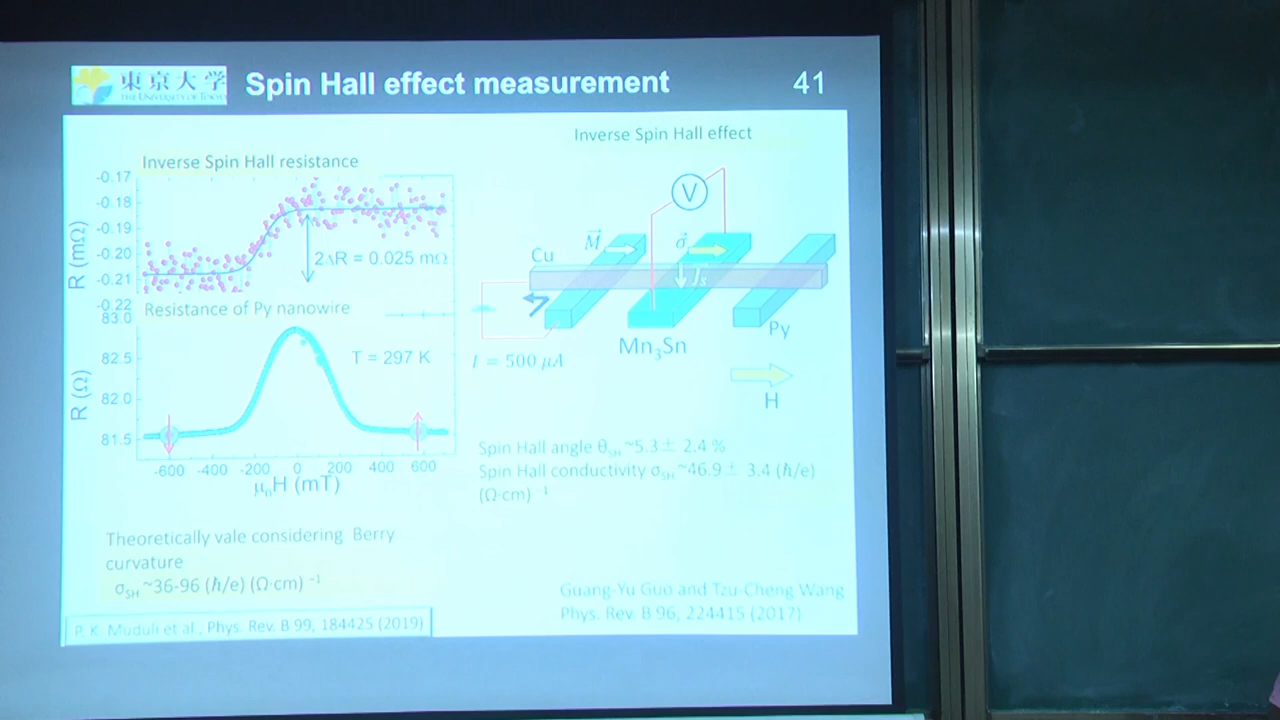 東京大学
THE UNIVERSITY OF TOKYO
Spin Hall effect measurement
41
Inverse Spin Hall effect
Inverse Spin Hall resistance
-0.17
-0.18
-0.19
-0.20
-0.21
-0.22
R (mΩ)
2ΔR = 0.025 mΩ
Resistance of Py nanowire
83.0
82.5
82.0
81.5
R (Ω)
T = 297 K
-600 -400 -200 0 200 400 600
μ₀H (mT)
V
Cu
M⃗
σ⃗
Jₛ
Py
Mn₃Sn
I = 500 μA
H
Spin Hall angle θ_SH ~5.3 ± 2.4 %
Spin Hall conductivity σ_SH ~46.9 ± 3.4 (ħ/e)
(Ω·cm) ⁻¹
Theoretically vale considering Berry
curvature
σ_SH ~36-96 (ħ/e) (Ω·cm) ⁻¹
Guang-Yu Guo and Tzu-Cheng Wang
Phys. Rev. B 96, 224415 (2017)
P. K. Muduli et al., Phys. Rev. B 99, 184425 (2019)